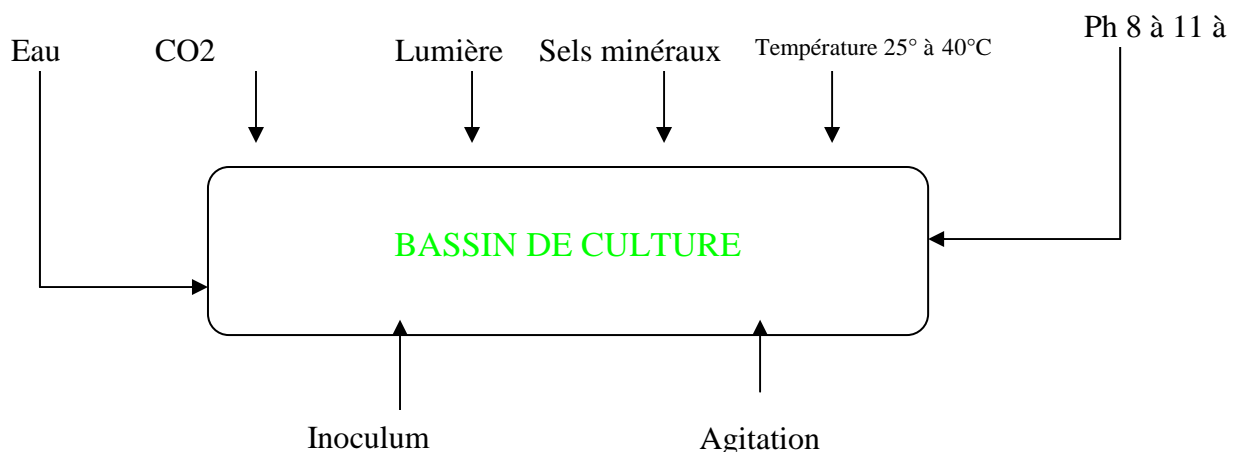 Ph 8 à 11 à
Eau CO2 Lumière Sels minéraux Température 25° à 40°C
BASSIN DE CULTURE
Inoculum Agitation